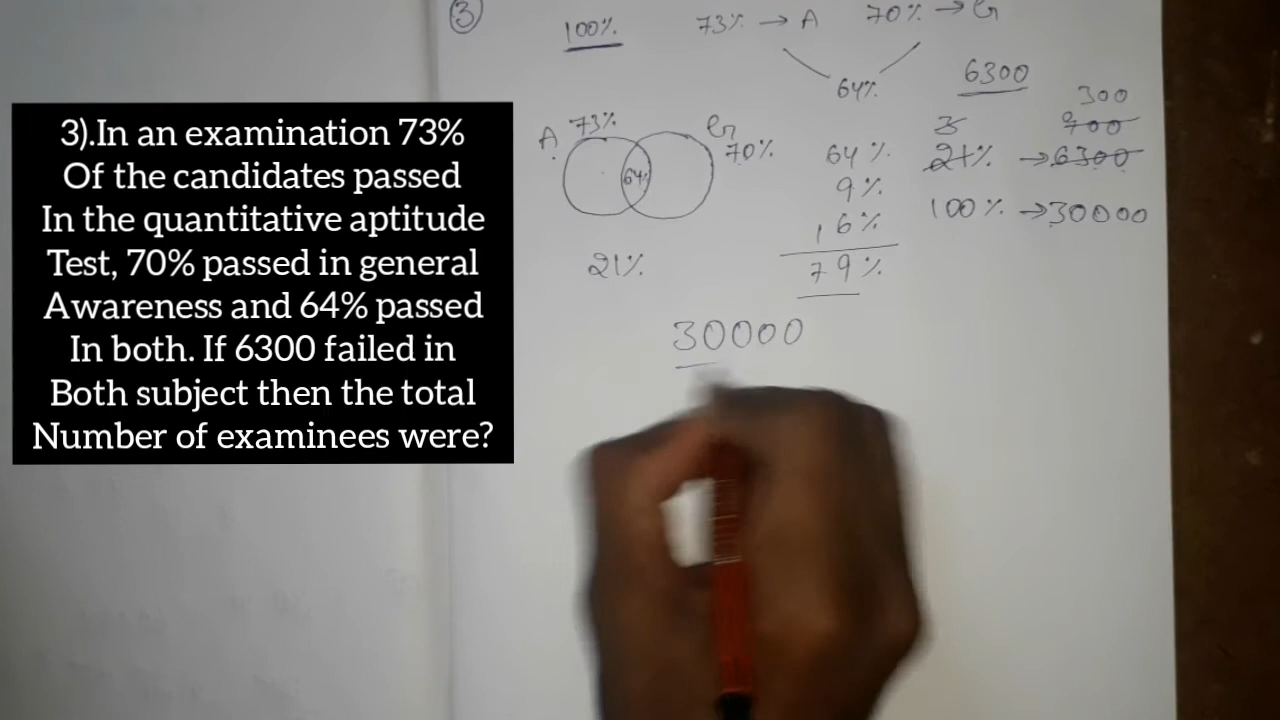 3).In an examination 73%
Of the candidates passed
In the quantitative aptitude
Test, 70% passed in general
Awareness and 64% passed
In both. If 6300 failed in
Both subject then the total
Number of examinees were?
3
100% 73% → A 70% → G
64%
6300
A 73% G 70%
64%
21%
64%
9%
6%
79%
300
3 900
21% → 6300
100% → 30000
30000